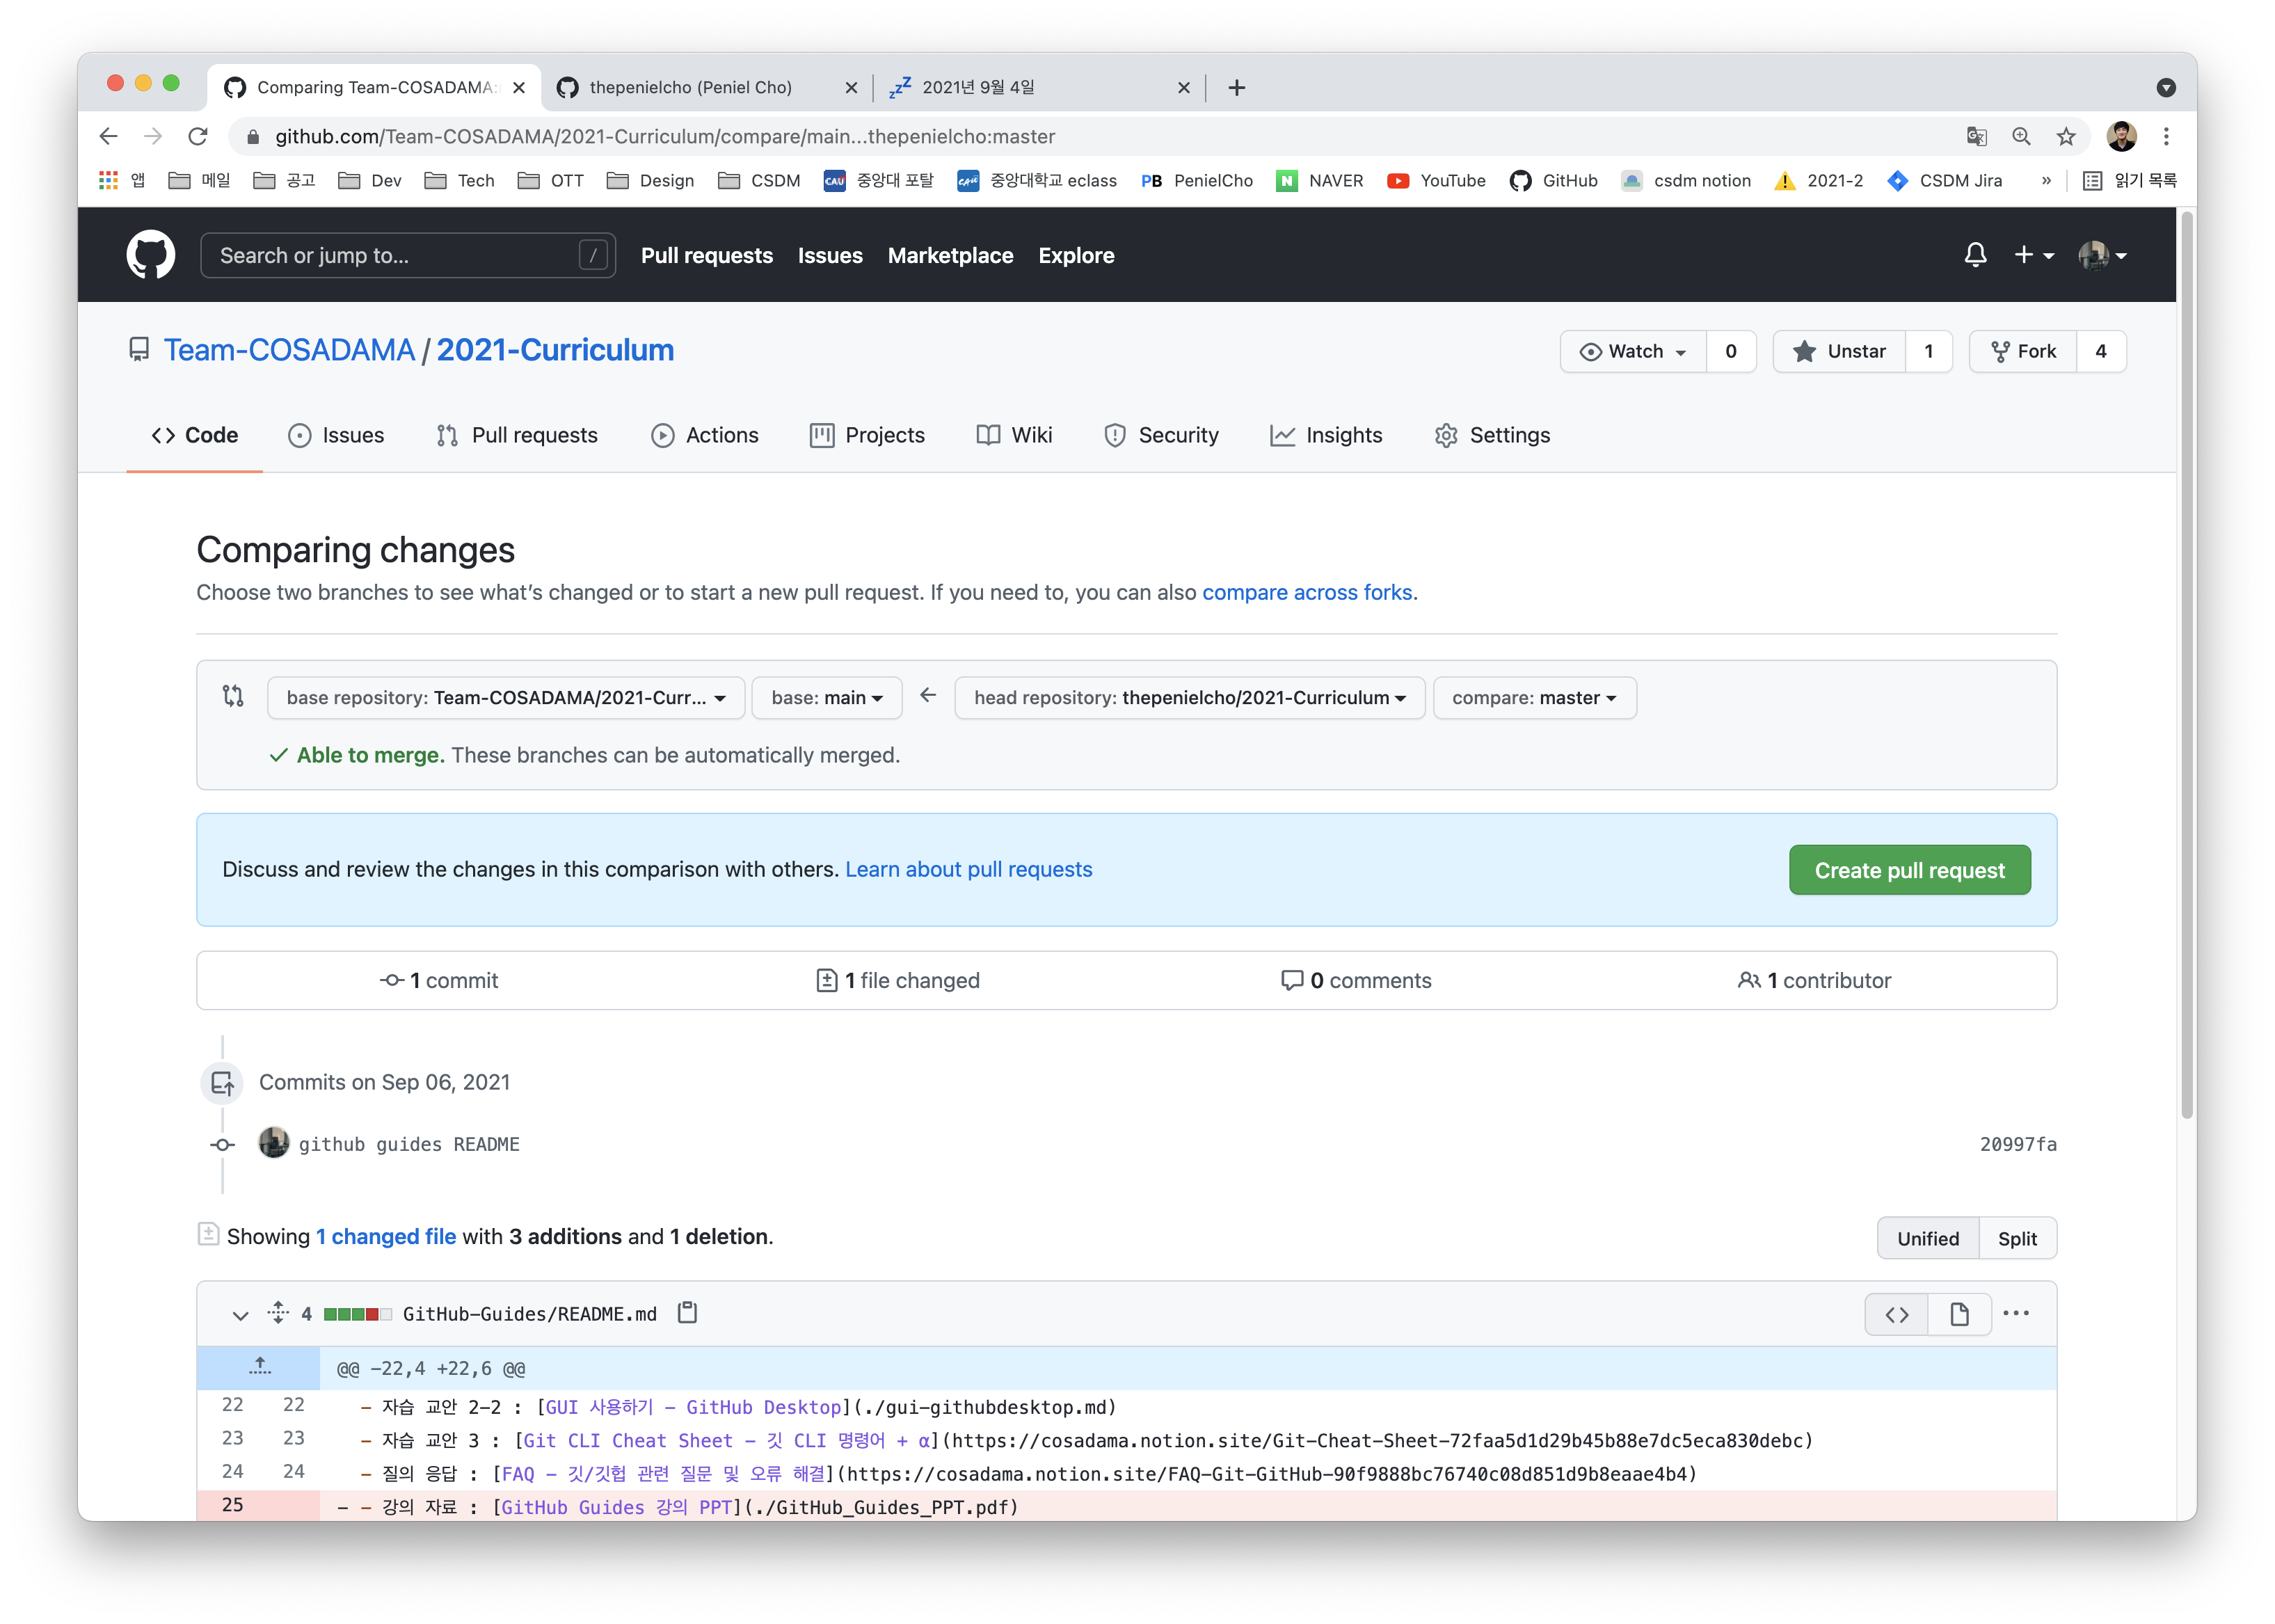 Comparing Team-COSADAMA:
thepenielcho (Peniel Cho)
2021년 9월 4일
github.com/Team-COSADAMA/2021-Curriculum/compare/main...thepenielcho:master
앱 메일 공고 Dev Tech OTT Design CSDM CAU 중앙대 포탈 중앙대학교 eclass PB PenielCho N NAVER YouTube GitHub csdm notion 2021-2 CSDM Jira » 읽기 목록
Search or jump to... / Pull requests Issues Marketplace Explore
Team-COSADAMA / 2021-Curriculum
Watch 0 Unstar 1 Fork 4
Code Issues Pull requests Actions Projects Wiki Security Insights Settings
Comparing changes
Choose two branches to see what’s changed or to start a new pull request. If you need to, you can also compare across forks.
base repository: Team-COSADAMA/2021-Curr... base: main ← head repository: thepenielcho/2021-Curriculum compare: master
✓ Able to merge. These branches can be automatically merged.
Discuss and review the changes in this comparison with others. Learn about pull requests
Create pull request
1 commit 1 file changed 0 comments 1 contributor
Commits on Sep 06, 2021
github guides README 20997fa
Showing 1 changed file with 3 additions and 1 deletion.
Unified Split
4 GitHub-Guides/README.md
@@ -22,4 +22,6 @@
22 22 - 자습 교안 2-2 : [GUI 사용하기 - GitHub Desktop](./gui-githubdesktop.md)
23 23 - 자습 교안 3 : [Git CLI Cheat Sheet - 깃 CLI 명령어 + α](https://cosadama.notion.site/Git-Cheat-Sheet-72faa5d1d29b45b88e7dc5eca830debc)
24 24 - 질의 응답 : [FAQ - 깃/깃헙 관련 질문 및 오류 해결](https://cosadama.notion.site/FAQ-Git-GitHub-90f9888bc76740c08d851d9b8eaae4b4)
25 - - 강의 자료 : [GitHub Guides 강의 PPT](./GitHub_Guides_PPT.pdf)